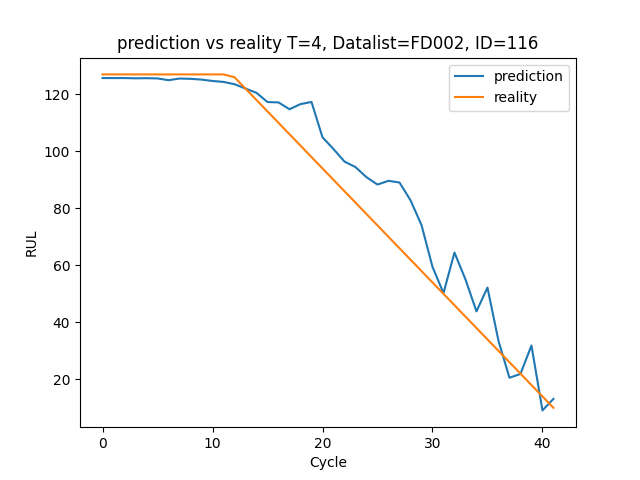 prediction vs reality T=4, Datalist=FD002, ID=116
prediction
reality
RUL
120
100
80
60
40
20
0 10 20 30 40
Cycle